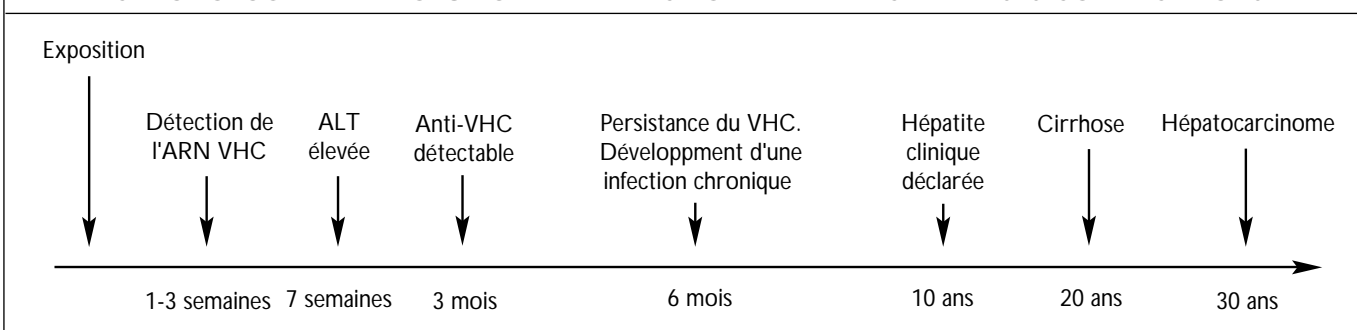 Exposition
Détection de
l'ARN VHC
ALT
élevée
Anti-VHC
détectable
Persistance du VHC.
Développment d'une
infection chronique
Hépatite
clinique
déclarée
Cirrhose
Hépatocarcinome
1-3 semaines
7 semaines
3 mois
6 mois
10 ans
20 ans
30 ans